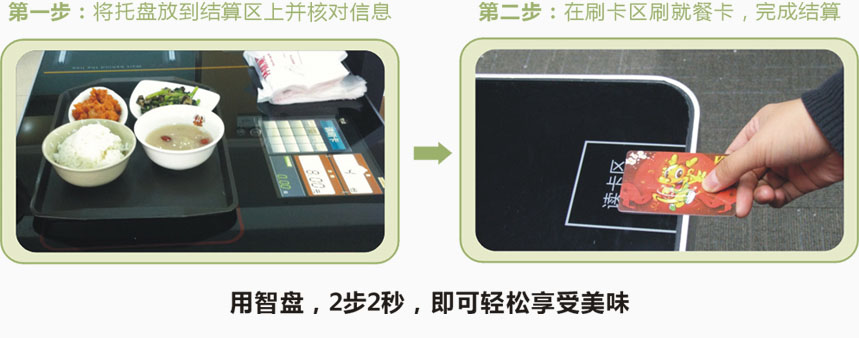 第一步：将托盘放到结算区上并核对信息
第二步：在刷卡区刷就餐卡，完成结算
8.00
读卡区
用智盘，2步2秒，即可轻松享受美味